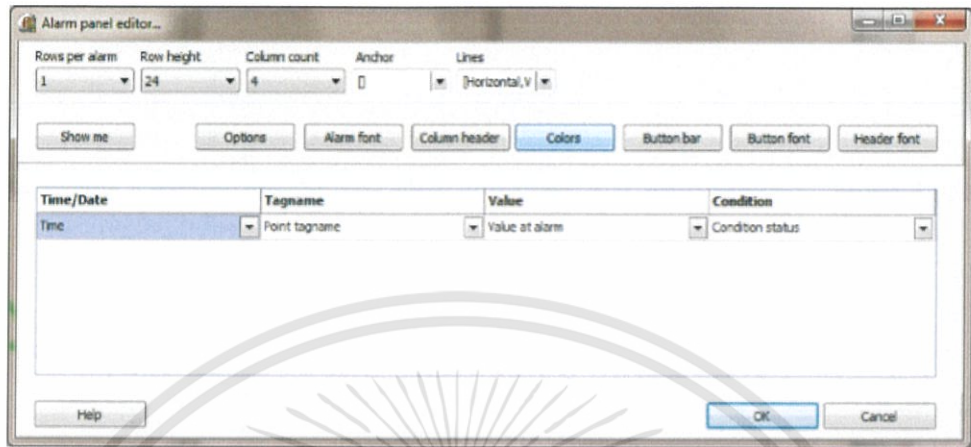 Alarm panel editor...
Rows per alarm Row height Column count Anchor Lines
1 24 4 [] [Horizontal,V
Show me Options Alarm font Column header Colors Button bar Button font Header font
Time/Date Tagname Value Condition
Time Point tagname Value at alarm Condition status
Help OK Cancel